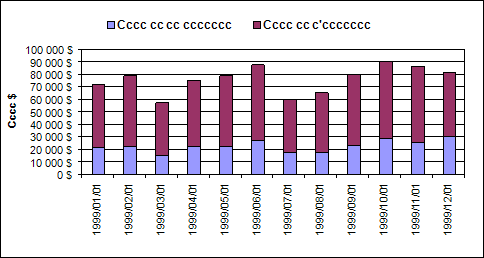 Cccc cc cc ccccccc Cccc cc c'ccccccc
Cccc $
100 000 $
90 000 $
80 000 $
70 000 $
60 000 $
50 000 $
40 000 $
30 000 $
20 000 $
10 000 $
0 $
1999/01/01
1999/02/01
1999/03/01
1999/04/01
1999/05/01
1999/06/01
1999/07/01
1999/08/01
1999/09/01
1999/10/01
1999/11/01
1999/12/01